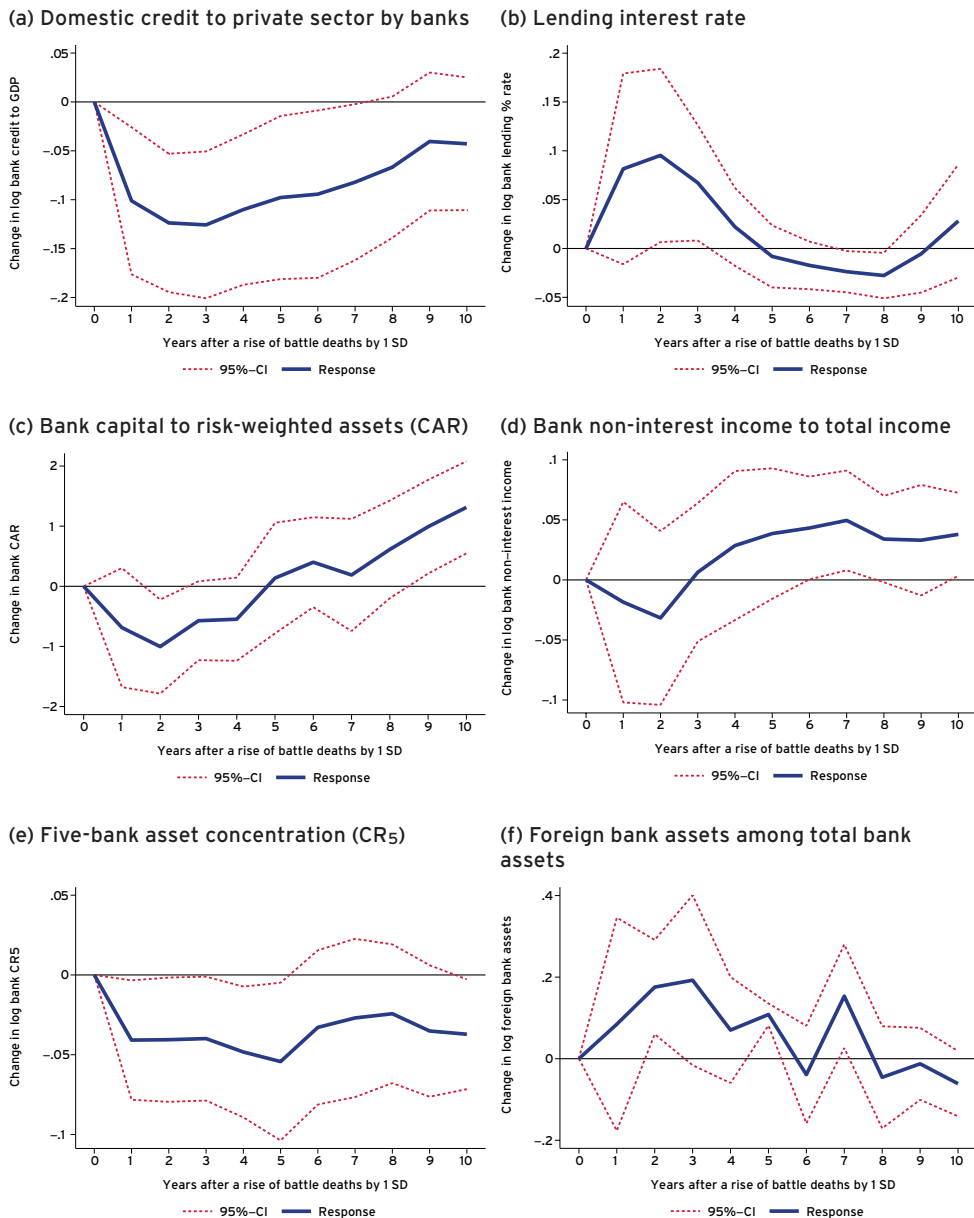 (a) Domestic credit to private sector by banks
.05
0
–.05
–.1
–.15
–.2
Change in log bank credit to GDP
0 1 2 3 4 5 6 7 8 9 10
Years after a rise of battle deaths by 1 SD
95%–CI Response
(b) Lending interest rate
.2
.15
.1
.05
0
–.05
Change in log bank lending % rate
0 1 2 3 4 5 6 7 8 9 10
Years after a rise of battle deaths by 1 SD
95%–CI Response
(c) Bank capital to risk-weighted assets (CAR)
2
1
0
–1
–2
Change in bank CAR
0 1 2 3 4 5 6 7 8 9 10
Years after a rise of battle deaths by 1 SD
95%–CI Response
(d) Bank non-interest income to total income
.1
.05
0
–.05
–.1
Change in log bank non–interest income
0 1 2 3 4 5 6 7 8 9 10
Years after a rise of battle deaths by 1 SD
95%–CI Response
(e) Five-bank asset concentration (CR5)
.05
0
–.05
–.1
Change in log bank CR5
0 1 2 3 4 5 6 7 8 9 10
Years after a rise of battle deaths by 1 SD
95%–CI Response
(f) Foreign bank assets among total bank
assets
.4
.2
0
–.2
Change in log foreign bank assets
0 1 2 3 4 5 6 7 8 9 10
Years after a rise of battle deaths by 1 SD
95%–CI Response